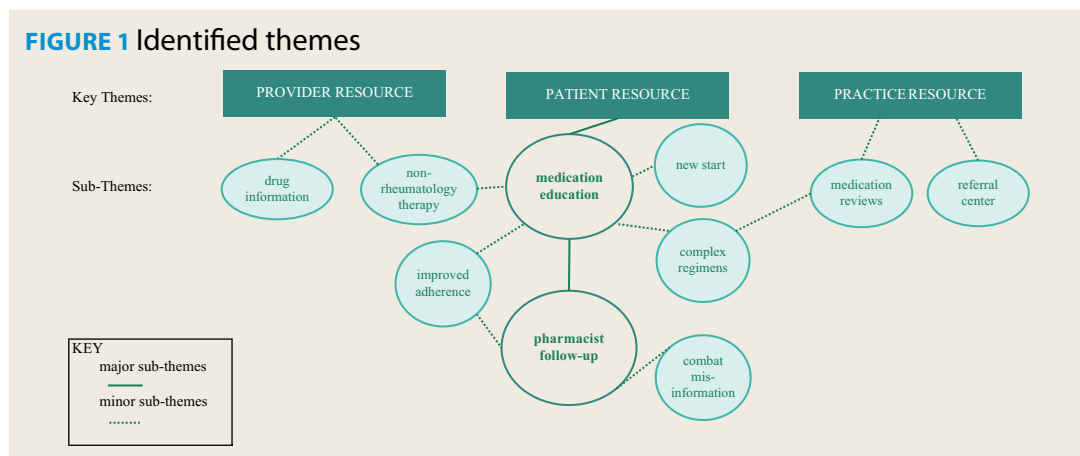 FIGURE 1 Identified themes
Key Themes:
PROVIDER RESOURCE
PATIENT RESOURCE
PRACTICE RESOURCE
Sub-Themes:
drug
information
non-
rheumatology
therapy
medication
education
new start
medication
reviews
referral
center
improved
adherence
complex
regimens
pharmacist
follow-up
combat
mis-
information
KEY
major sub-themes
minor sub-themes